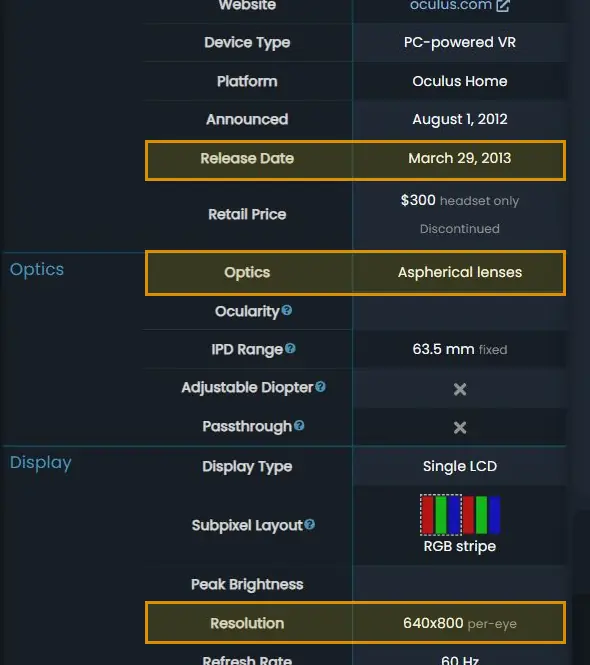 Website oculus.com
Device Type PC-powered VR
Platform Oculus Home
Announced August 1, 2012
Release Date March 29, 2013
Retail Price $300 headset only
Discontinued
Optics Optics Aspherical lenses
Ocularity
IPD Range 63.5 mm fixed
Adjustable Diopter
Passthrough
Display Display Type Single LCD
Subpixel Layout
RGB stripe
Peak Brightness
Resolution 640x800 per-eye
Refresh Rate 60 Hz